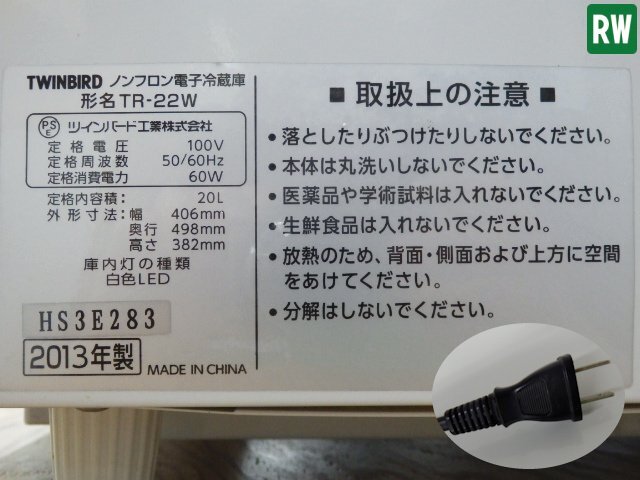 RW
TWINBIRD ノンフロン電子冷蔵庫
形名 TR-22W
PSE ツインバード工業株式会社
定格電圧 100V
定格周波数 50/60Hz
定格消費電力 60W
定格内容積: 20L
外形寸法: 幅 406mm
奥行 498mm
高さ 382mm
庫内灯の種類
白色LED
HS3E283
2013年製 MADE IN CHINA
■ 取扱上の注意 ■
・落としたりぶつけたりしないでください。
・本体は丸洗いしないでください。
・医薬品や学術試料は入れないでください。
・生鮮食品は入れないでください。
・放熱のため、背面・側面および上方に空間
をあけてください。
・分解はしないでください。